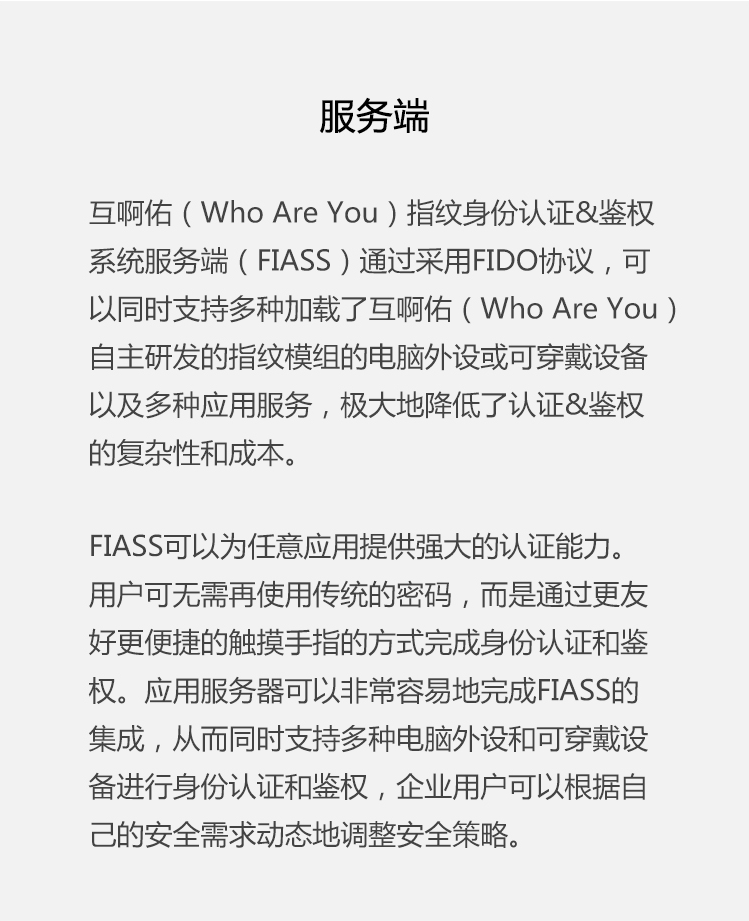 服务端
互啊佑（Who Are You）指纹身份认证&鉴权
系统服务端（FIASS）通过采用FIDO协议，可
以同时支持多种加载了互啊佑（Who Are You）
自主研发的指纹模组的电脑外设或可穿戴设备
以及多种应用服务，极大地降低了认证&鉴权
的复杂性和成本。
FIASS可以为任意应用提供强大的认证能力。
用户可无需再使用传统的密码，而是通过更友
好更便捷的触摸手指的方式完成身份认证和鉴
权。应用服务器可以非常容易地完成FIASS的
集成，从而同时支持多种电脑外设和可穿戴设
备进行身份认证和鉴权，企业用户可以根据自
己的安全需求动态地调整安全策略。